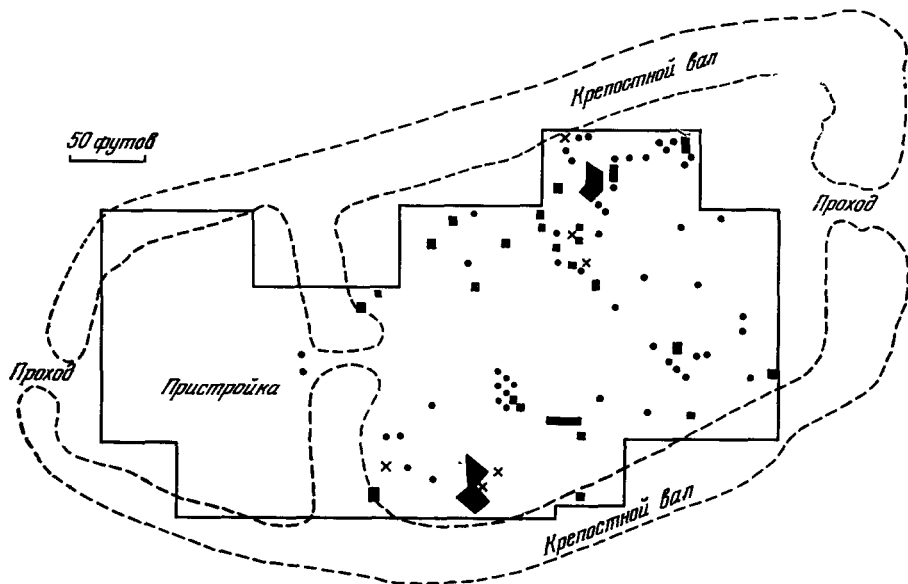 Крепостной вал
50 футов
Проход
Проход
Пристройка
Крепостной вал